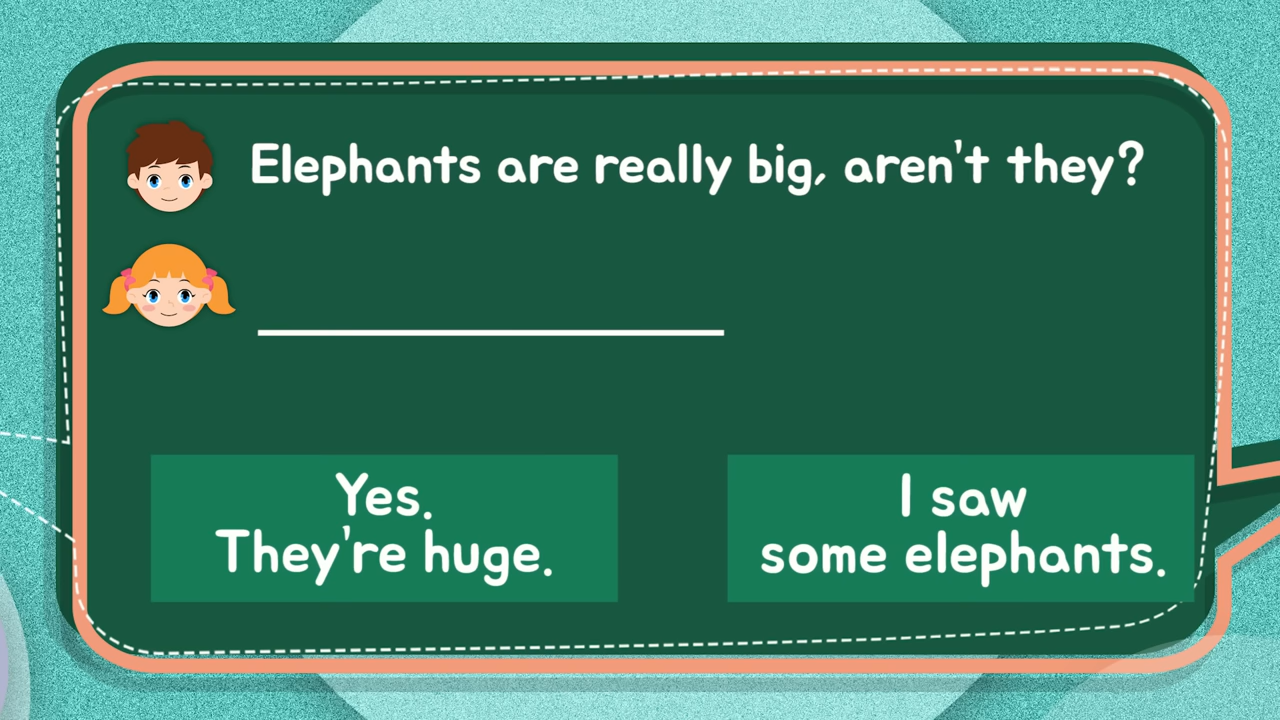 Elephants are really big, aren't they?
Yes.
They're huge.
I saw
some elephants.